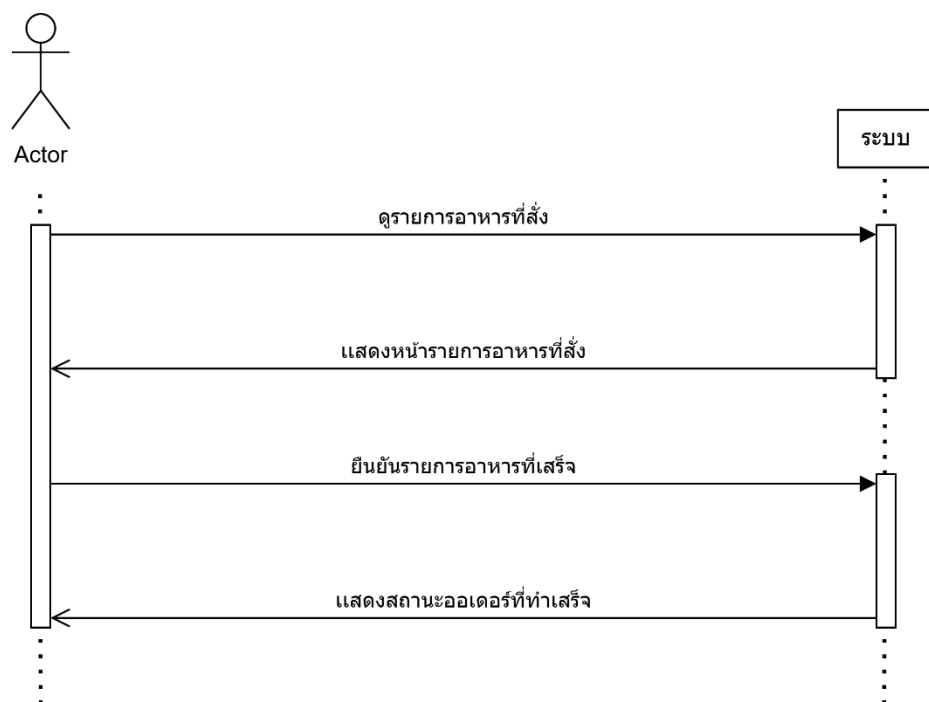 Actor
ระบบ
ดูรายการอาหารที่สั่ง
แสดงหน้ารายการอาหารที่สั่ง
ยืนยันรายการอาหารที่เสร็จ
แสดงสถานะออเดอร์ที่ทำเสร็จ